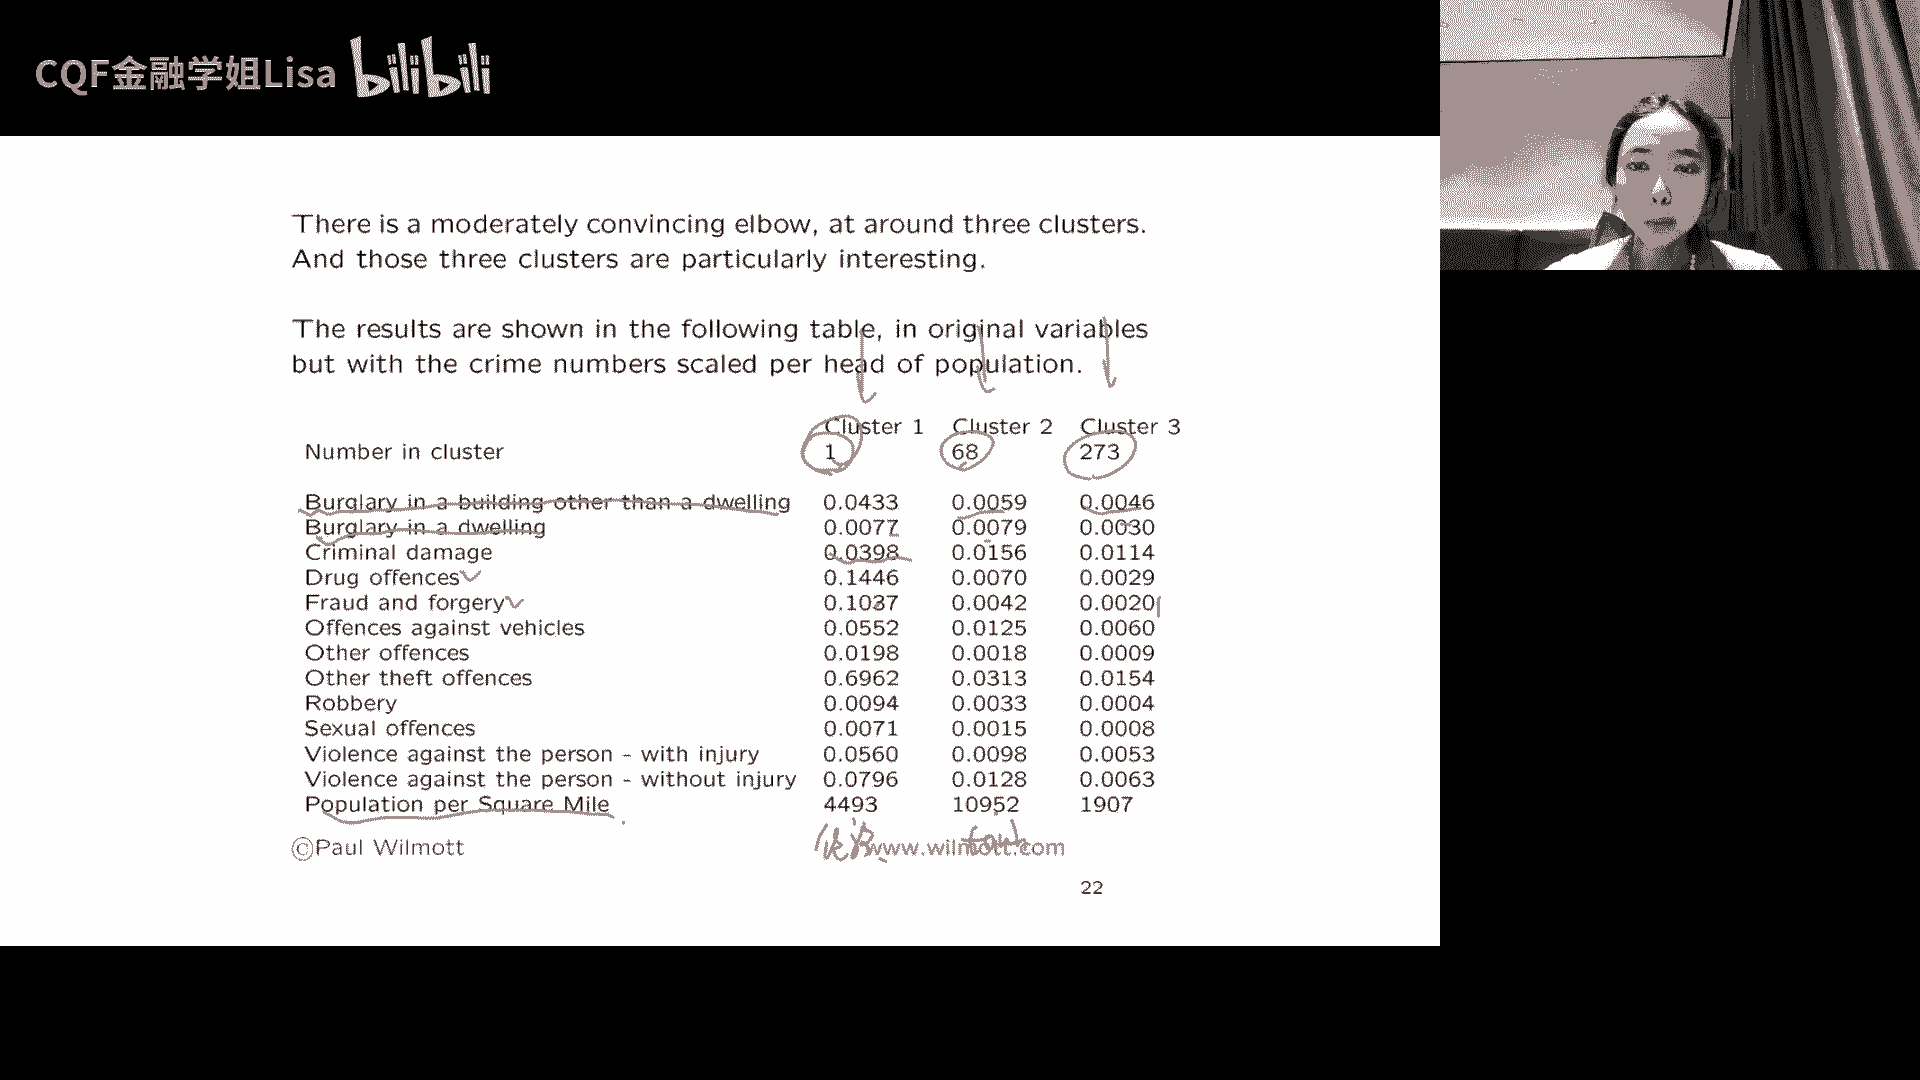 CQF金融学姐Lisa bilibili
There is a moderately convincing elbow, at around three clusters.
And those three clusters are particularly interesting.
The results are shown in the following table, in original variables
but with the crime numbers scaled per head of population.
Cluster 1 Cluster 2 Cluster 3
Number in cluster 1 68 273
Burglary in a building other than a dwelling 0.0433 0.0059 0.0046
Burglary in a dwelling 0.0077 0.0079 0.0030
Criminal damage 0.0398 0.0156 0.0114
Drug offences 0.1446 0.0070 0.0029
Fraud and forgery 0.1037 0.0042 0.0020
Offences against vehicles 0.0552 0.0125 0.0060
Other offences 0.0198 0.0018 0.0009
Other theft offences 0.6962 0.0313 0.0154
Robbery 0.0094 0.0033 0.0004
Sexual offences 0.0071 0.0015 0.0008
Violence against the person - with injury 0.0560 0.0098 0.0053
Violence against the person - without injury 0.0796 0.0128 0.0063
Population per Square Mile 4493 10952 1907
©Paul Wilmott www.wilmott.com
22